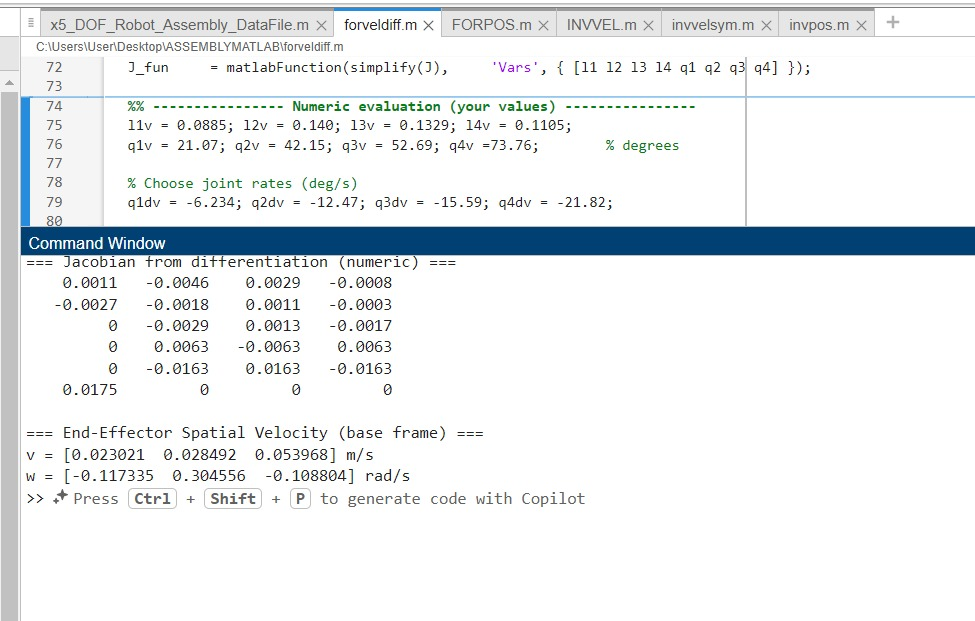 x5_DOF_Robot_Assembly_DataFile.m × forveldiff.m × FORPOS.m × INVVEL.m × invvelsym.m × invpos.m × +
C:\Users\User\Desktop\ASSEMBLYMATLAB\forveldiff.m
72 J_fun = matlabFunction(simplify(J), 'Vars', { [l1 l2 l3 l4 q1 q2 q3 q4] });
73
74 %% ---------------- Numeric evaluation (your values) ----------------
75 l1v = 0.0885; l2v = 0.140; l3v = 0.1329; l4v = 0.1105;
76 q1v = 21.07; q2v = 42.15; q3v = 52.69; q4v =73.76; % degrees
77
78 % Choose joint rates (deg/s)
79 q1dv = -6.234; q2dv = -12.47; q3dv = -15.59; q4dv = -21.82;
80
Command Window
=== Jacobian from differentiation (numeric) ===
0.0011 -0.0046 0.0029 -0.0008
-0.0027 -0.0018 0.0011 -0.0003
0 -0.0029 0.0013 -0.0017
0 0.0063 -0.0063 0.0063
0 -0.0163 0.0163 -0.0163
0.0175 0 0 0
=== End-Effector Spatial Velocity (base frame) ===
v = [0.023021 0.028492 0.053968] m/s
w = [-0.117335 0.304556 -0.108804] rad/s
>> Press Ctrl + Shift + P to generate code with Copilot